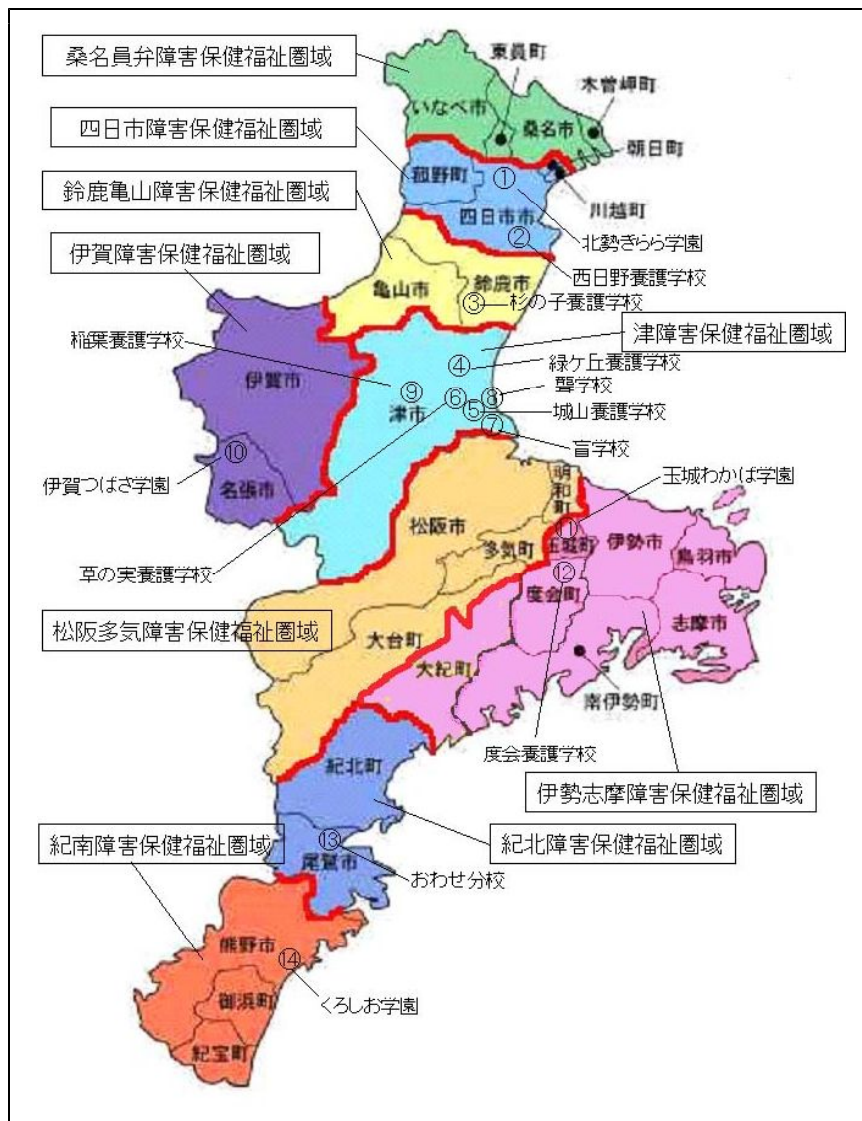 桑名員弁障害保健福祉圏域
東員町
木曽岬町
いなべ市
桑名市
四日市障害保健福祉圏域
朝日町
菰野町
①
川越町
鈴鹿亀山障害保健福祉圏域
四日市市
②
北勢きらら学園
伊賀障害保健福祉圏域
西日野養護学校
亀山市
鈴鹿市
③
杉の子養護学校
稲葉養護学校
津障害保健福祉圏域
④
緑ケ丘養護学校
伊賀市
⑨
⑥
⑧
聾学校
津市
⑤
城山養護学校
⑦
盲学校
⑩
伊賀つばさ学園
名張市
明和町
玉城わかば学園
松阪市
⑪
伊勢市
草の実養護学校
多気町
玉城町
鳥羽市
⑫
度会町
松阪多気障害保健福祉圏域
大台町
志摩市
大紀町
南伊勢町
度会養護学校
紀北町
伊勢志摩障害保健福祉圏域
紀南障害保健福祉圏域
⑬
紀北障害保健福祉圏域
尾鷲市
おわせ分校
熊野市
⑭
御浜町
くろしお学園
紀宝町